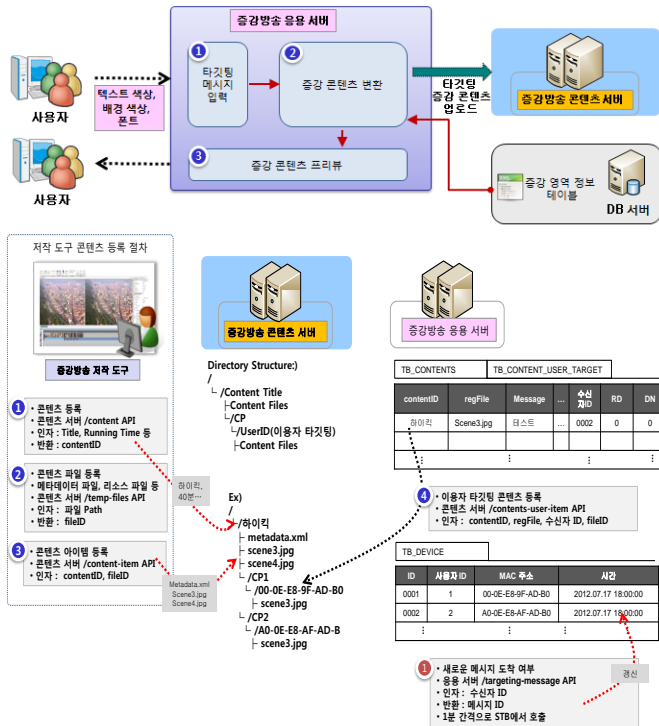 증강방송 응용 서버
1
타깃팅
메시지
입력
2
증강 콘텐츠 변환
3
증강 콘텐츠 프리뷰
사용자
텍스트 색상,
배경 색상,
폰트
사용자
타깃팅
증강 콘텐츠
업로드
증강방송 콘텐츠 서버
증강 영역 정보
테이블
DB 서버
저작 도구 콘텐츠 등록 절차
증강방송 저작 도구
1
• 콘텐츠 등록
• 콘텐츠 서버 /content API
• 인자 : Title, Running Time 등
• 반환 : contentID
2
• 콘텐츠 파일 등록
• 메타데이터 파일, 리소스 파일 등
• 콘텐츠 서버 /temp-files API
• 인자 : 파일 Path
• 반환 : fileID
3
• 콘텐츠 아이템 등록
• 콘텐츠 서버 /content-item API
• 인자 : contentID, fileID
하이킥,
40분…
Metadata.xml
Scene3.jpg
Scene4.jpg
증강방송 콘텐츠 서버
Directory Structure:)
/
└ /Content Title
├Content Files
└ /CP
└/UserID(이용자 타깃팅)
├Content Files
Ex)
/
└/하이킥
├ metadata.xml
├ scene3.jpg
├ scene4.jpg
└ /CP1
└ /00-0E-E8-9F-AD-B0
├ scene3.jpg
└ /CP2
└ /A0-0E-E8-AF-AD-B
├ scene3.jpg
증강방송 응용 서버
TB_CONTENTS TB_CONTENT_USER_TARGET
contentID regFile Message ... 수신자ID RD DN
하이킥 Scene3.jpg 테스트 ... 0002 0 0
⋮ ⋮ ⋮
4
• 이용자 타깃팅 콘텐츠 등록
• 콘텐츠 서버 /contents-user-item API
• 인자 : contentID, regFile, 수신자 ID, fileID
TB_DEVICE
ID 사용자 ID MAC 주소 시간
0001 1 00-0E-E8-9F-AD-B0 2012.07.17 18:00:00
0002 2 A0-0E-E8-AF-AD-B0 2012.07.17 18:00:00
⋮ ⋮ ⋮
1
• 새로운 메시지 도착 여부
• 응용 서버 /targeting-message API
• 인자 : 수신자 ID
• 반환 : 메시지 ID
• 1분 간격으로 STB에서 호출
갱신